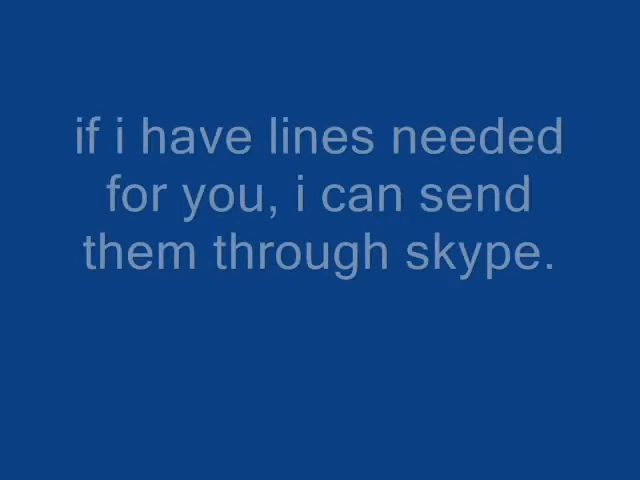 if i have lines needed
for you, i can send
them through skype.